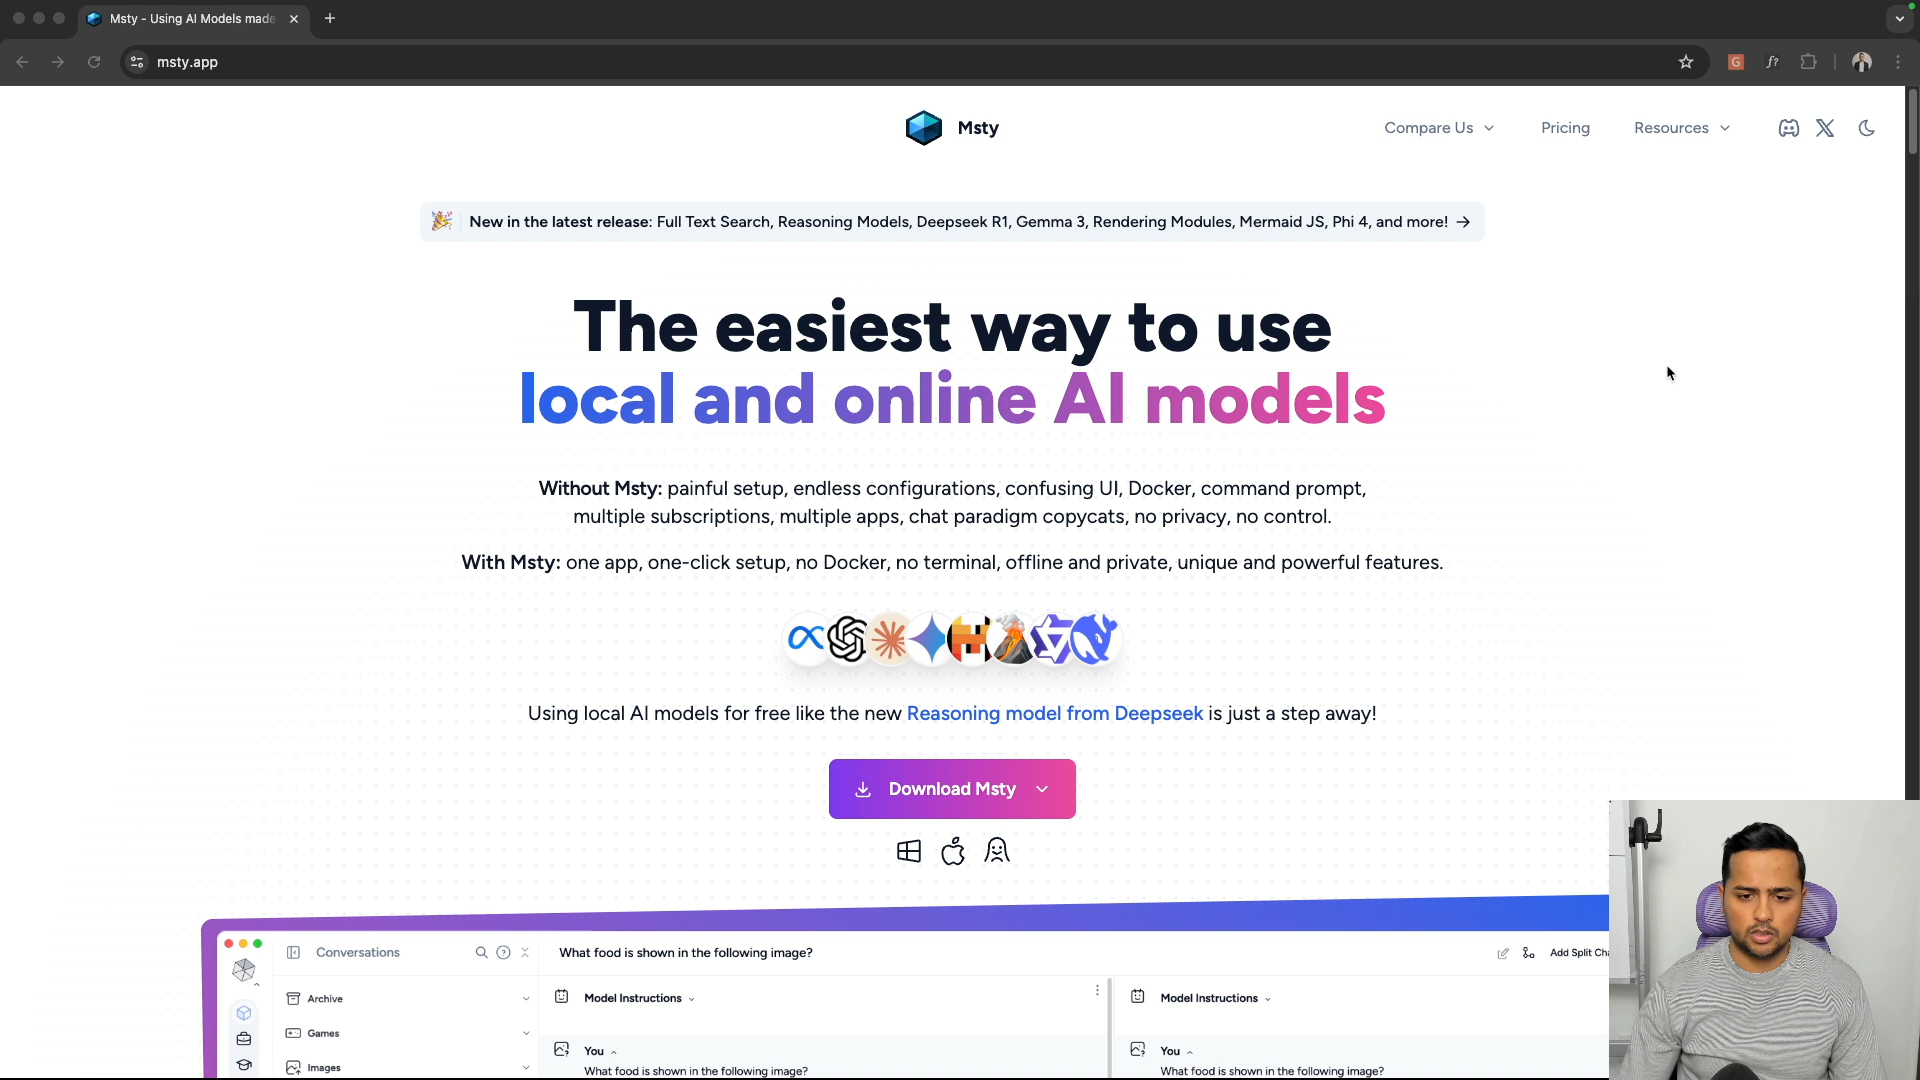 Msty - Using AI Models made
msty.app
Msty
Compare Us
Pricing
Resources
New in the latest release: Full Text Search, Reasoning Models, Deepseek R1, Gemma 3, Rendering Modules, Mermaid JS, Phi 4, and more! →
The easiest way to use
local and online AI models
Without Msty: painful setup, endless configurations, confusing UI, Docker, command prompt,
multiple subscriptions, multiple apps, chat paradigm copycats, no privacy, no control.
With Msty: one app, one-click setup, no Docker, no terminal, offline and private, unique and powerful features.
Using local AI models for free like the new Reasoning model from Deepseek is just a step away!
Download Msty
Conversations
What food is shown in the following image?
Add Split Cha
Archive
Model Instructions
Model Instructions
Games
You
You
Images
What food is shown in the following image?
What food is shown in the following image?